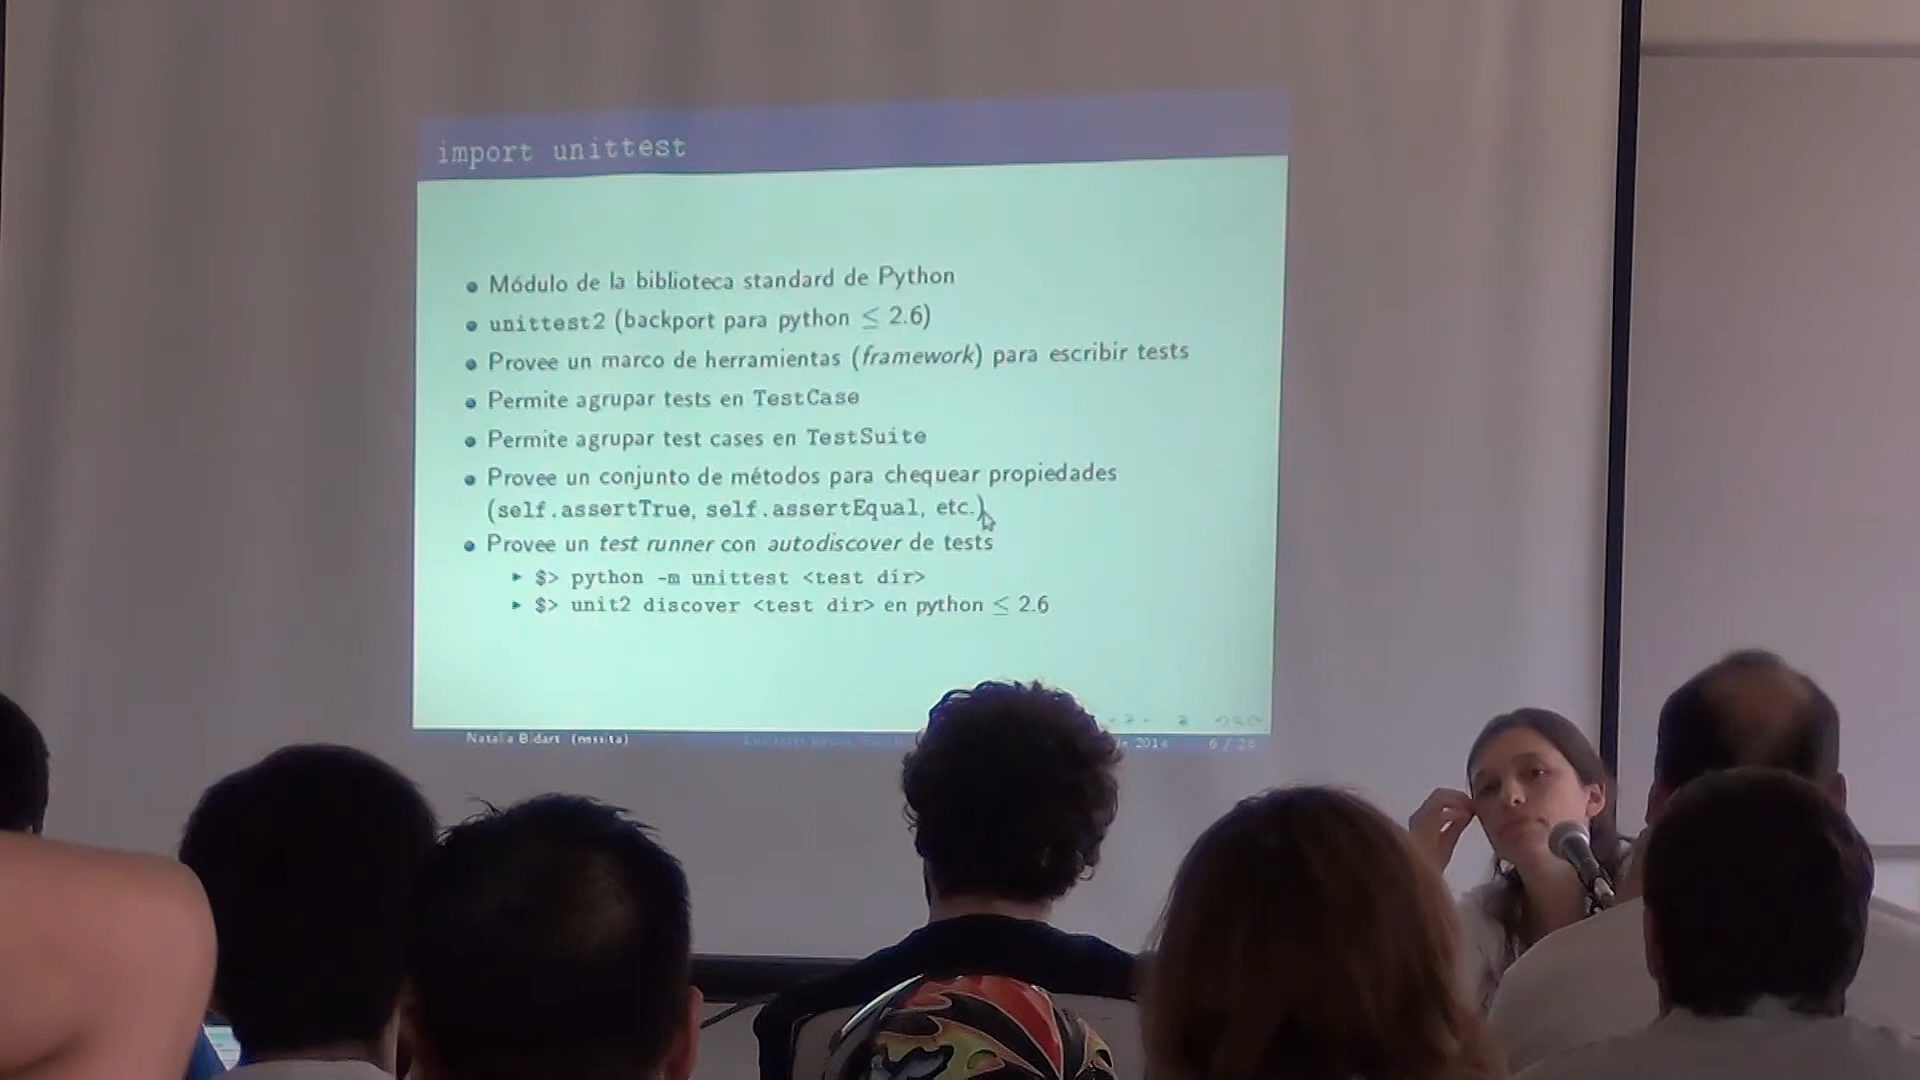 import unittest
Módulo de la biblioteca standard de Python
unittest2 (backport para python ≤ 2.6)
Provee un marco de herramientas (framework) para escribir tests
Permite agrupar tests en TestCase
Permite agrupar test cases en TestSuite
Provee un conjunto de métodos para chequear propiedades
(self.assertTrue, self.assertEqual, etc.)
Provee un test runner con autodiscover de tests
$> python -m unittest <test dir>
$> unit2 discover <test dir> en python ≤ 2.6
Natalia Bidart (nessita) 2014 6 / 26